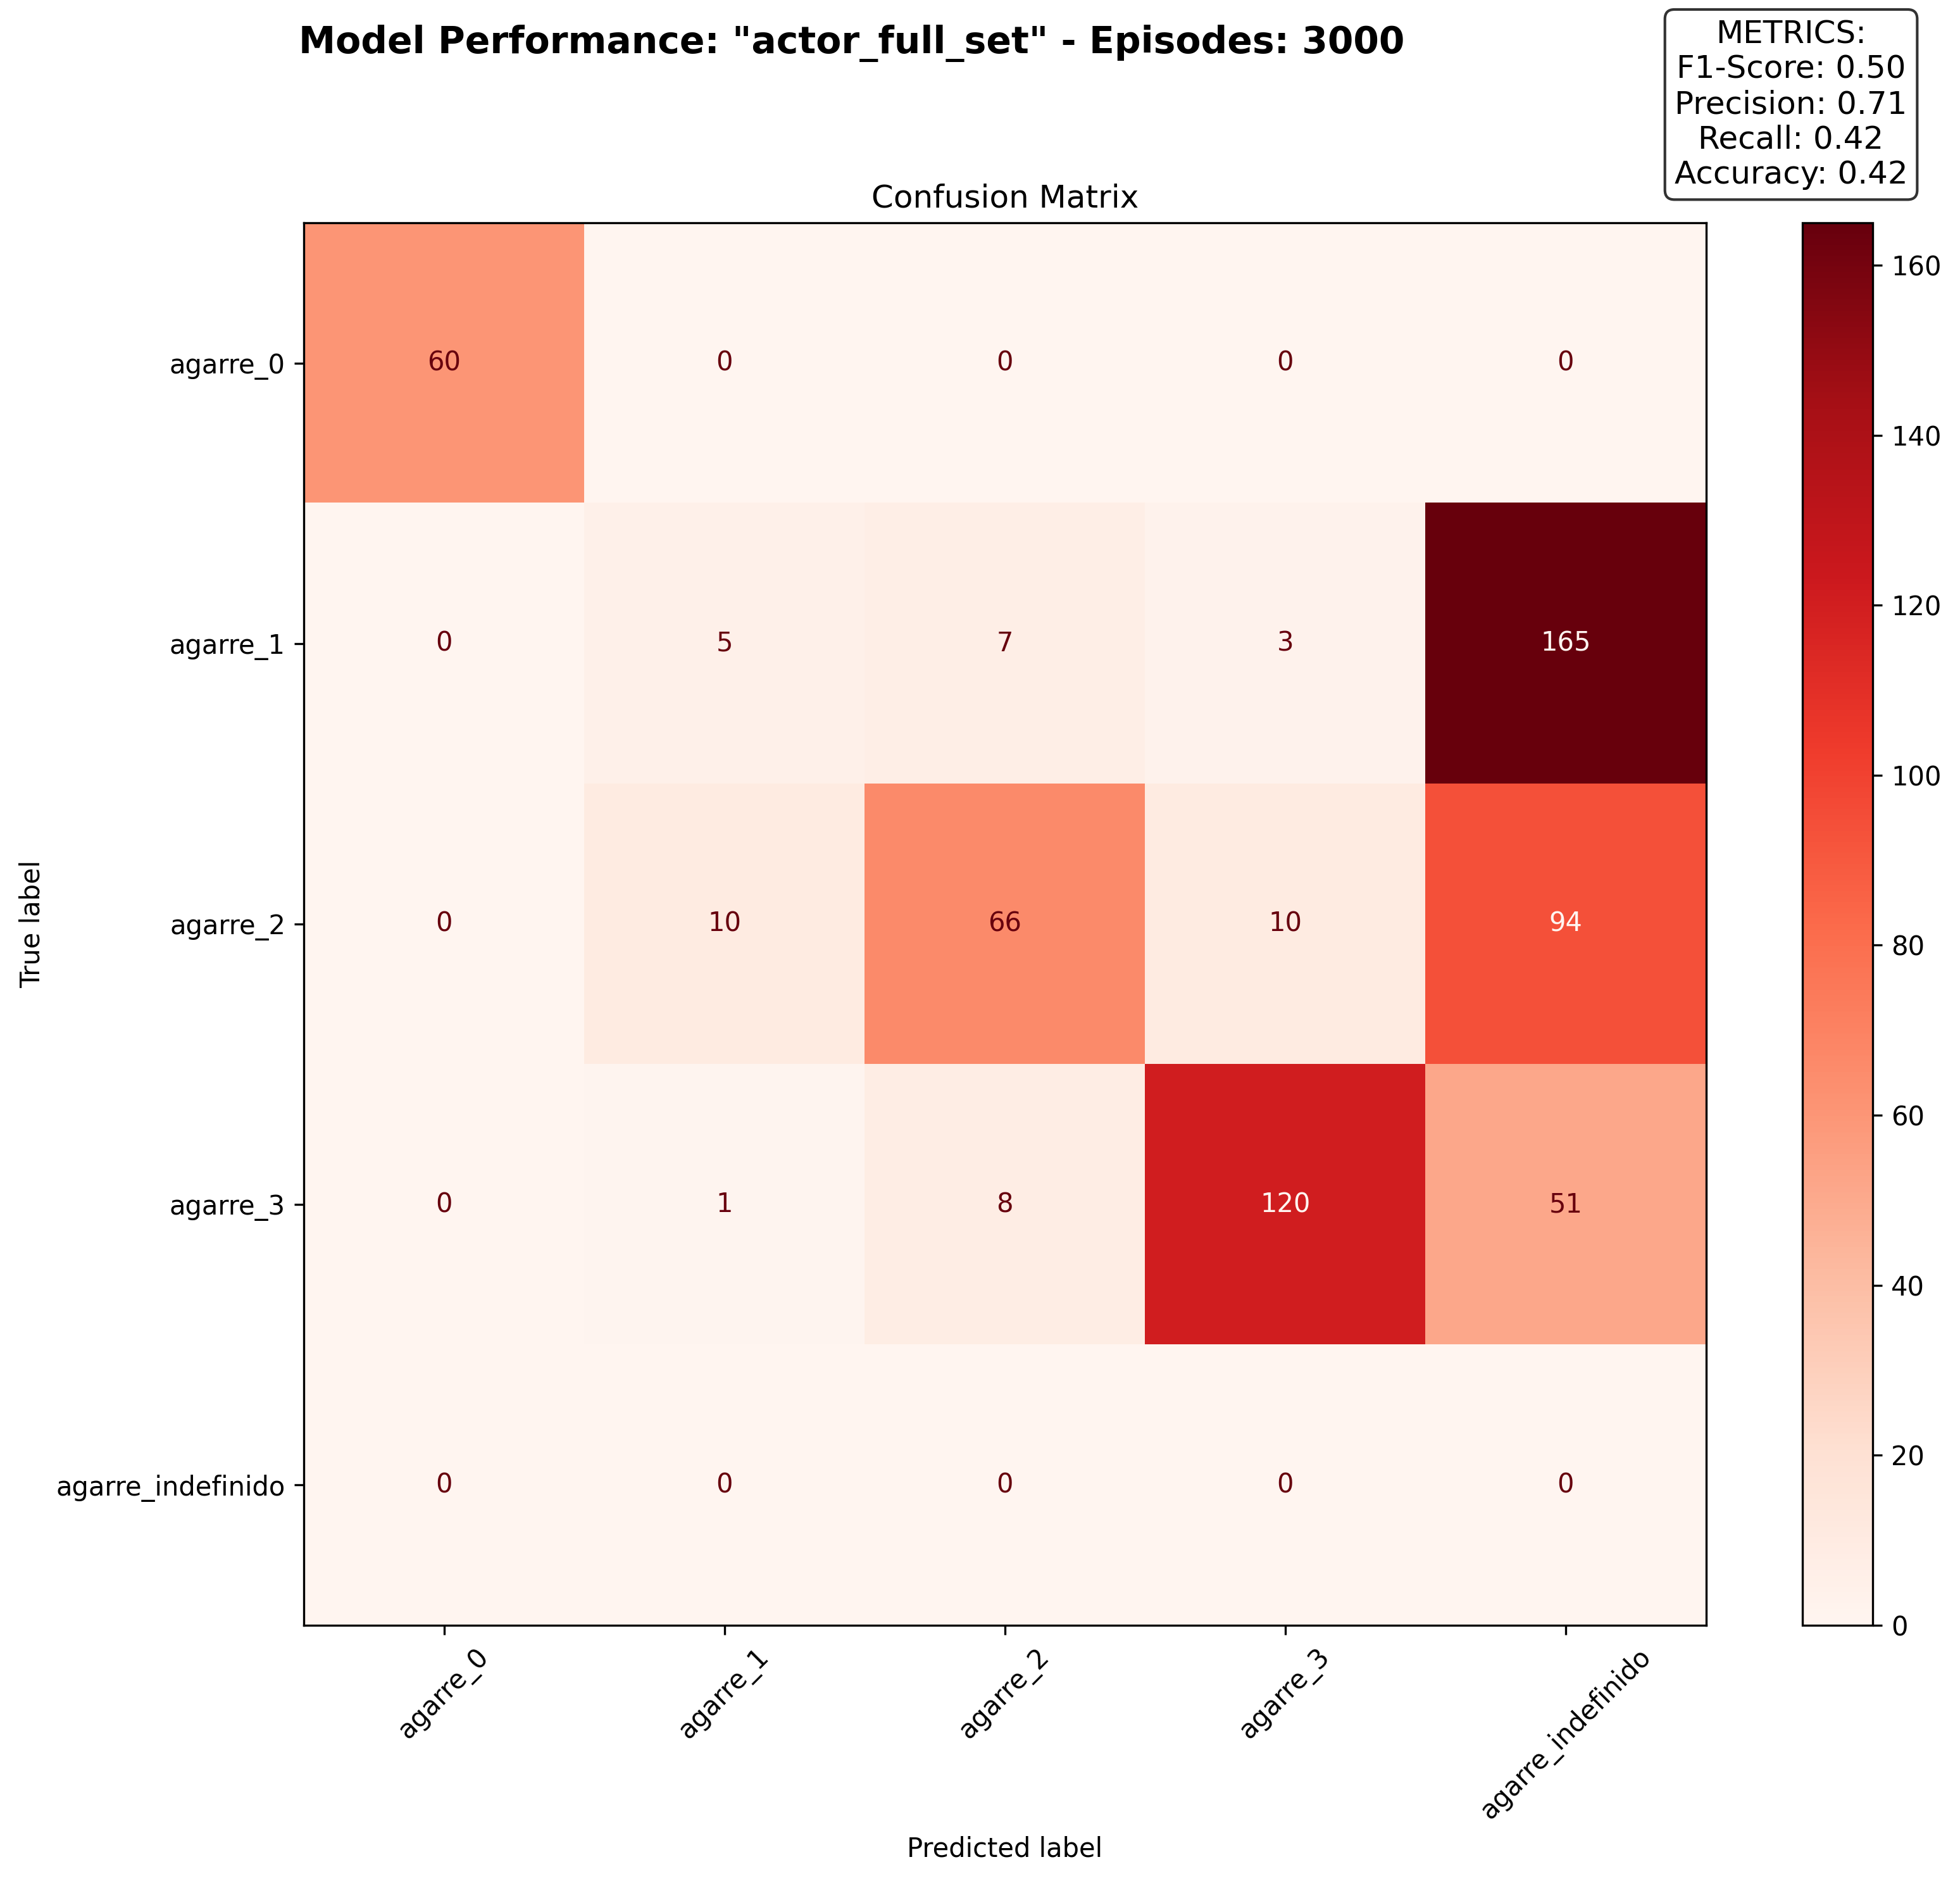 Model Performance: "actor_full_set" - Episodes: 3000
METRICS:
F1-Score: 0.50
Precision: 0.71
Recall: 0.42
Accuracy: 0.42
Confusion Matrix
True label
agarre_0 60 0 0 0 0
agarre_1 0 5 7 3 165
agarre_2 0 10 66 10 94
agarre_3 0 1 8 120 51
agarre_indefinido 0 0 0 0 0
agarre_0 agarre_1 agarre_2 agarre_3 agarre_indefinido
Predicted label
160
140
120
100
80
60
40
20
0